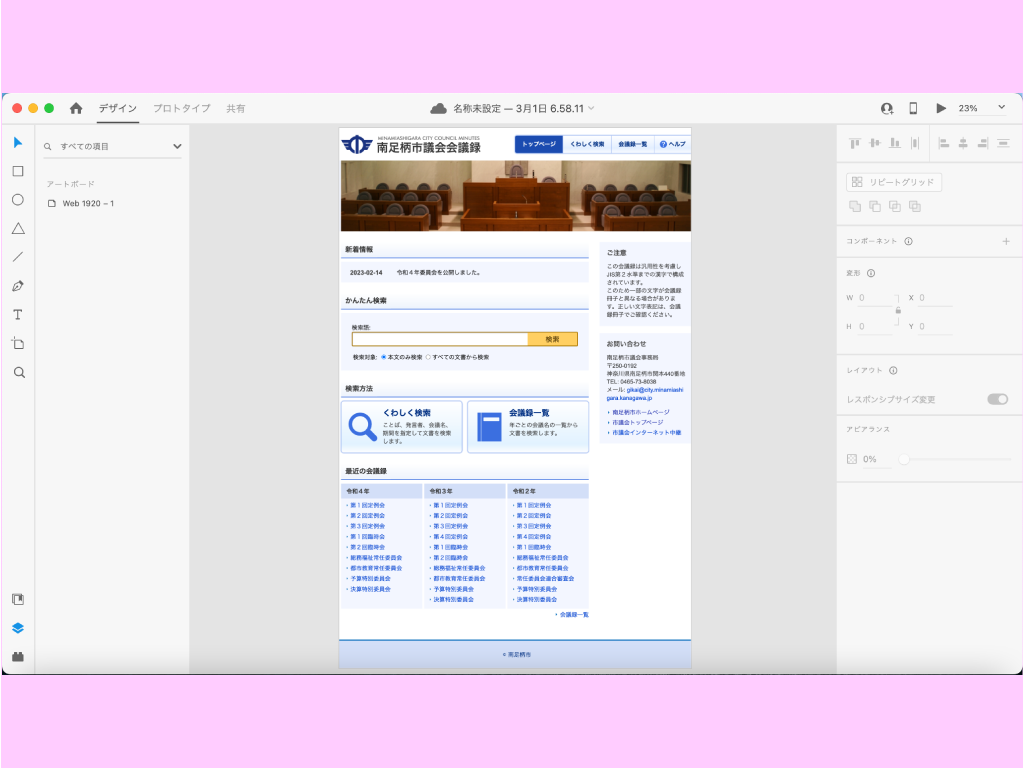 デザイン プロトタイプ 共有
名称未設定 — 3月1日 6.58.11
23%
すべての項目
アートボード
Web 1920 – 1
MINAMIASHIGARA CITY COUNCIL MINUTES
南足柄市議会会議録
トップページ くわしく検索 会議録一覧 ヘルプ
新着情報
2023-02-14 令和4年委員会を公開しました。
かんたん検索
検索語:
検索
検索対象: 本文のみ検索 すべての文書から検索
検索方法
くわしく検索
ことば、発言者、会議名、
期間を指定して文書を検索
します。
会議録一覧
年ごとの会議名の一覧から
文書を検索します。
最近の会議録
令和4年
第1回定例会
第2回定例会
第3回定例会
第1回臨時会
第2回臨時会
総務福祉常任委員会
都市教育常任委員会
予算特別委員会
決算特別委員会
令和3年
第1回定例会
第2回定例会
第3回定例会
第4回定例会
第1回臨時会
第2回臨時会
総務福祉常任委員会
都市教育常任委員会
予算特別委員会
決算特別委員会
令和2年
第1回定例会
第2回定例会
第3回定例会
第4回定例会
第1回臨時会
総務福祉常任委員会
都市教育常任委員会
常任委員会連合審査会
予算特別委員会
決算特別委員会
会議録一覧
ご注意
この会議録は汎用性を考慮し
JIS第2水準までの漢字で構成
されています。
このため一部の文字が会議録
冊子と異なる場合がありま
す。正しい文字表記は、会議
録冊子でご確認ください。
お問い合わせ
南足柄市議会事務局
〒250-0192
神奈川県南足柄市関本440番地
TEL: 0465-73-8038
メール: gikai@city.minamiashi
gara.kanagawa.jp
南足柄市ホームページ
市議会トップページ
市議会インターネット中継
© 南足柄市
リピートグリッド
コンポーネント
変形
W 0 X 0
H 0 Y 0
レイアウト
レスポンシブサイズ変更
アピアランス
0%